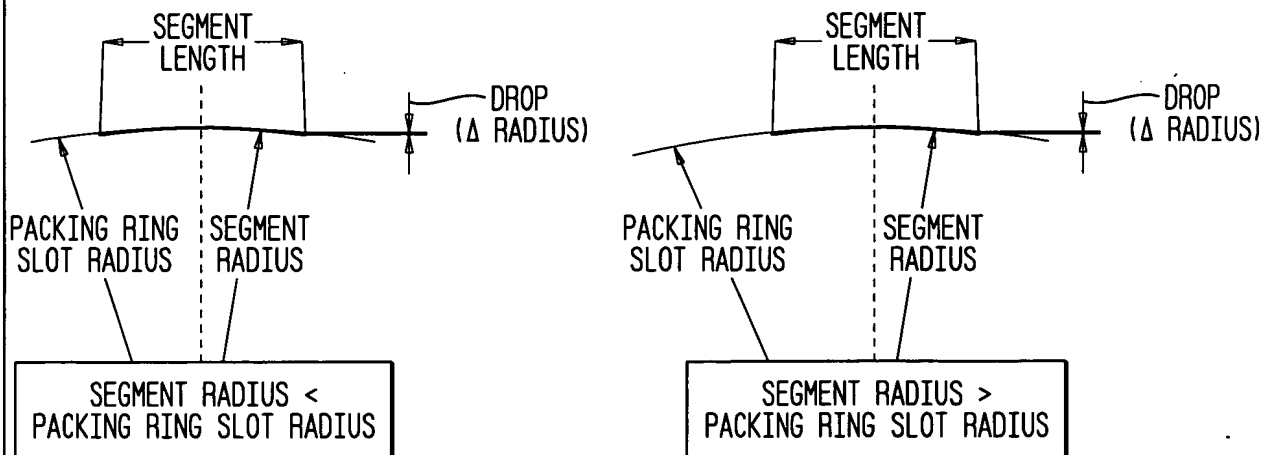 SEGMENT
LENGTH
DROP
(Δ RADIUS)
PACKING RING
SLOT RADIUS
SEGMENT
RADIUS
SEGMENT RADIUS <
PACKING RING SLOT RADIUS
SEGMENT
LENGTH
DROP
(Δ RADIUS)
PACKING RING
SLOT RADIUS
SEGMENT
RADIUS
SEGMENT RADIUS >
PACKING RING SLOT RADIUS